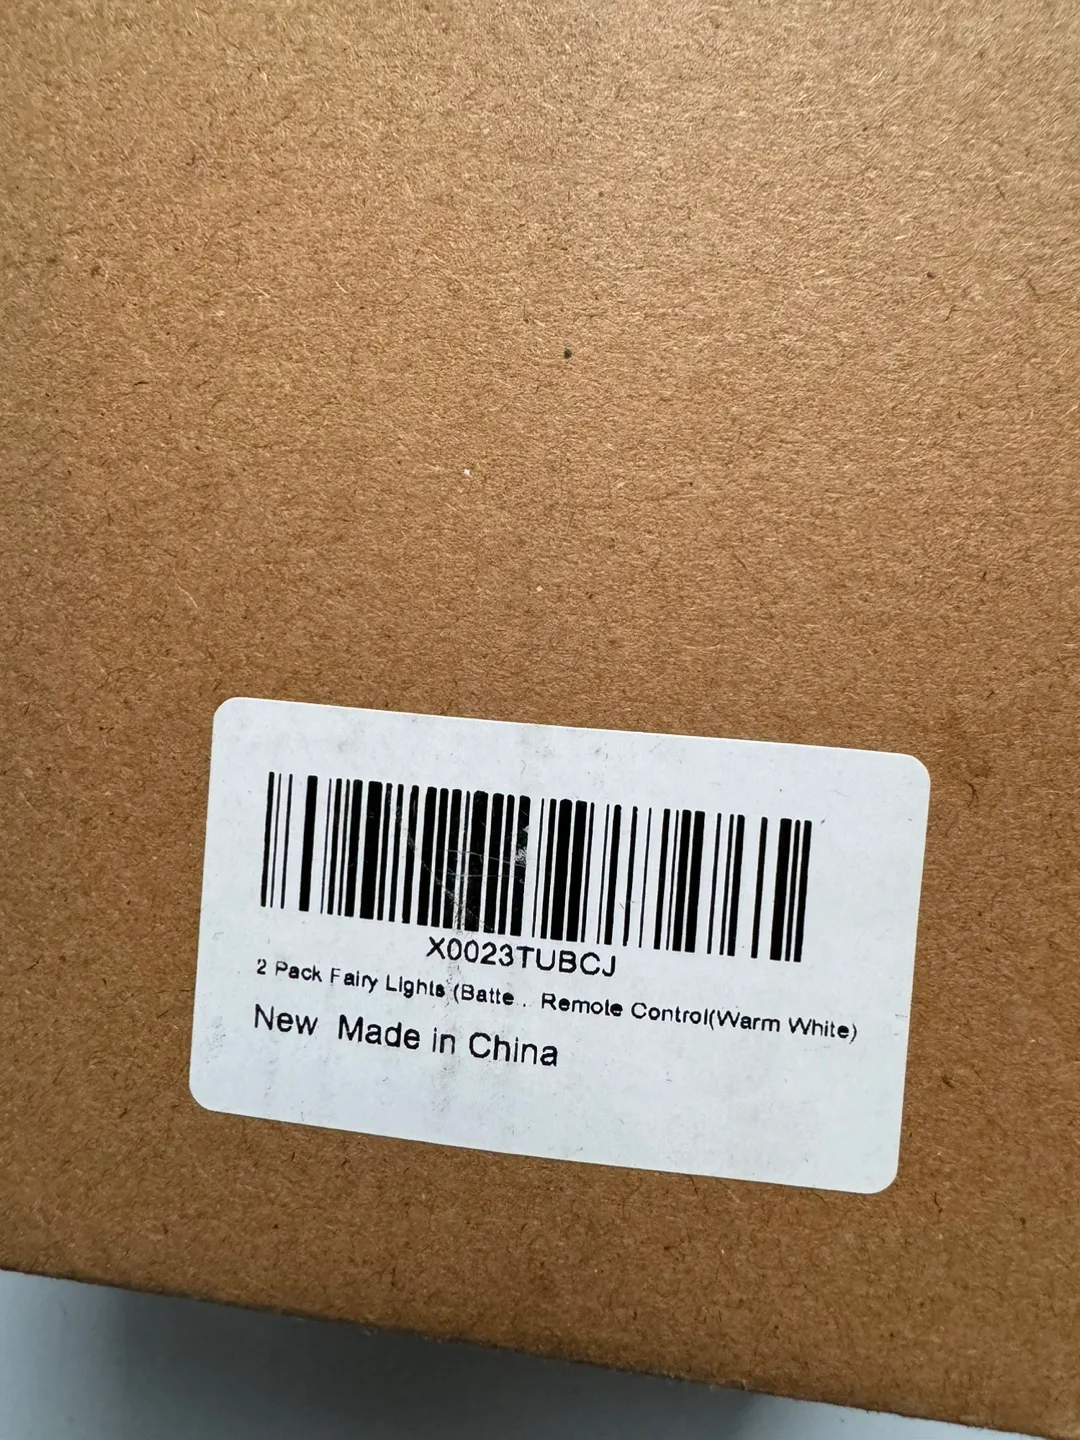 X0023TUBCJ
2 Pack Fairy Lights (Batte.. Remote Control(Warm White)
New Made in China